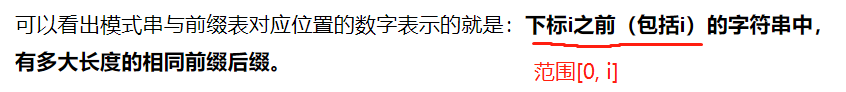 可以看出模式串与前缀表对应位置的数字表示的就是：下标i之前（包括i）的字符串中，
有多大长度的相同前缀后缀。
范围[0, i]